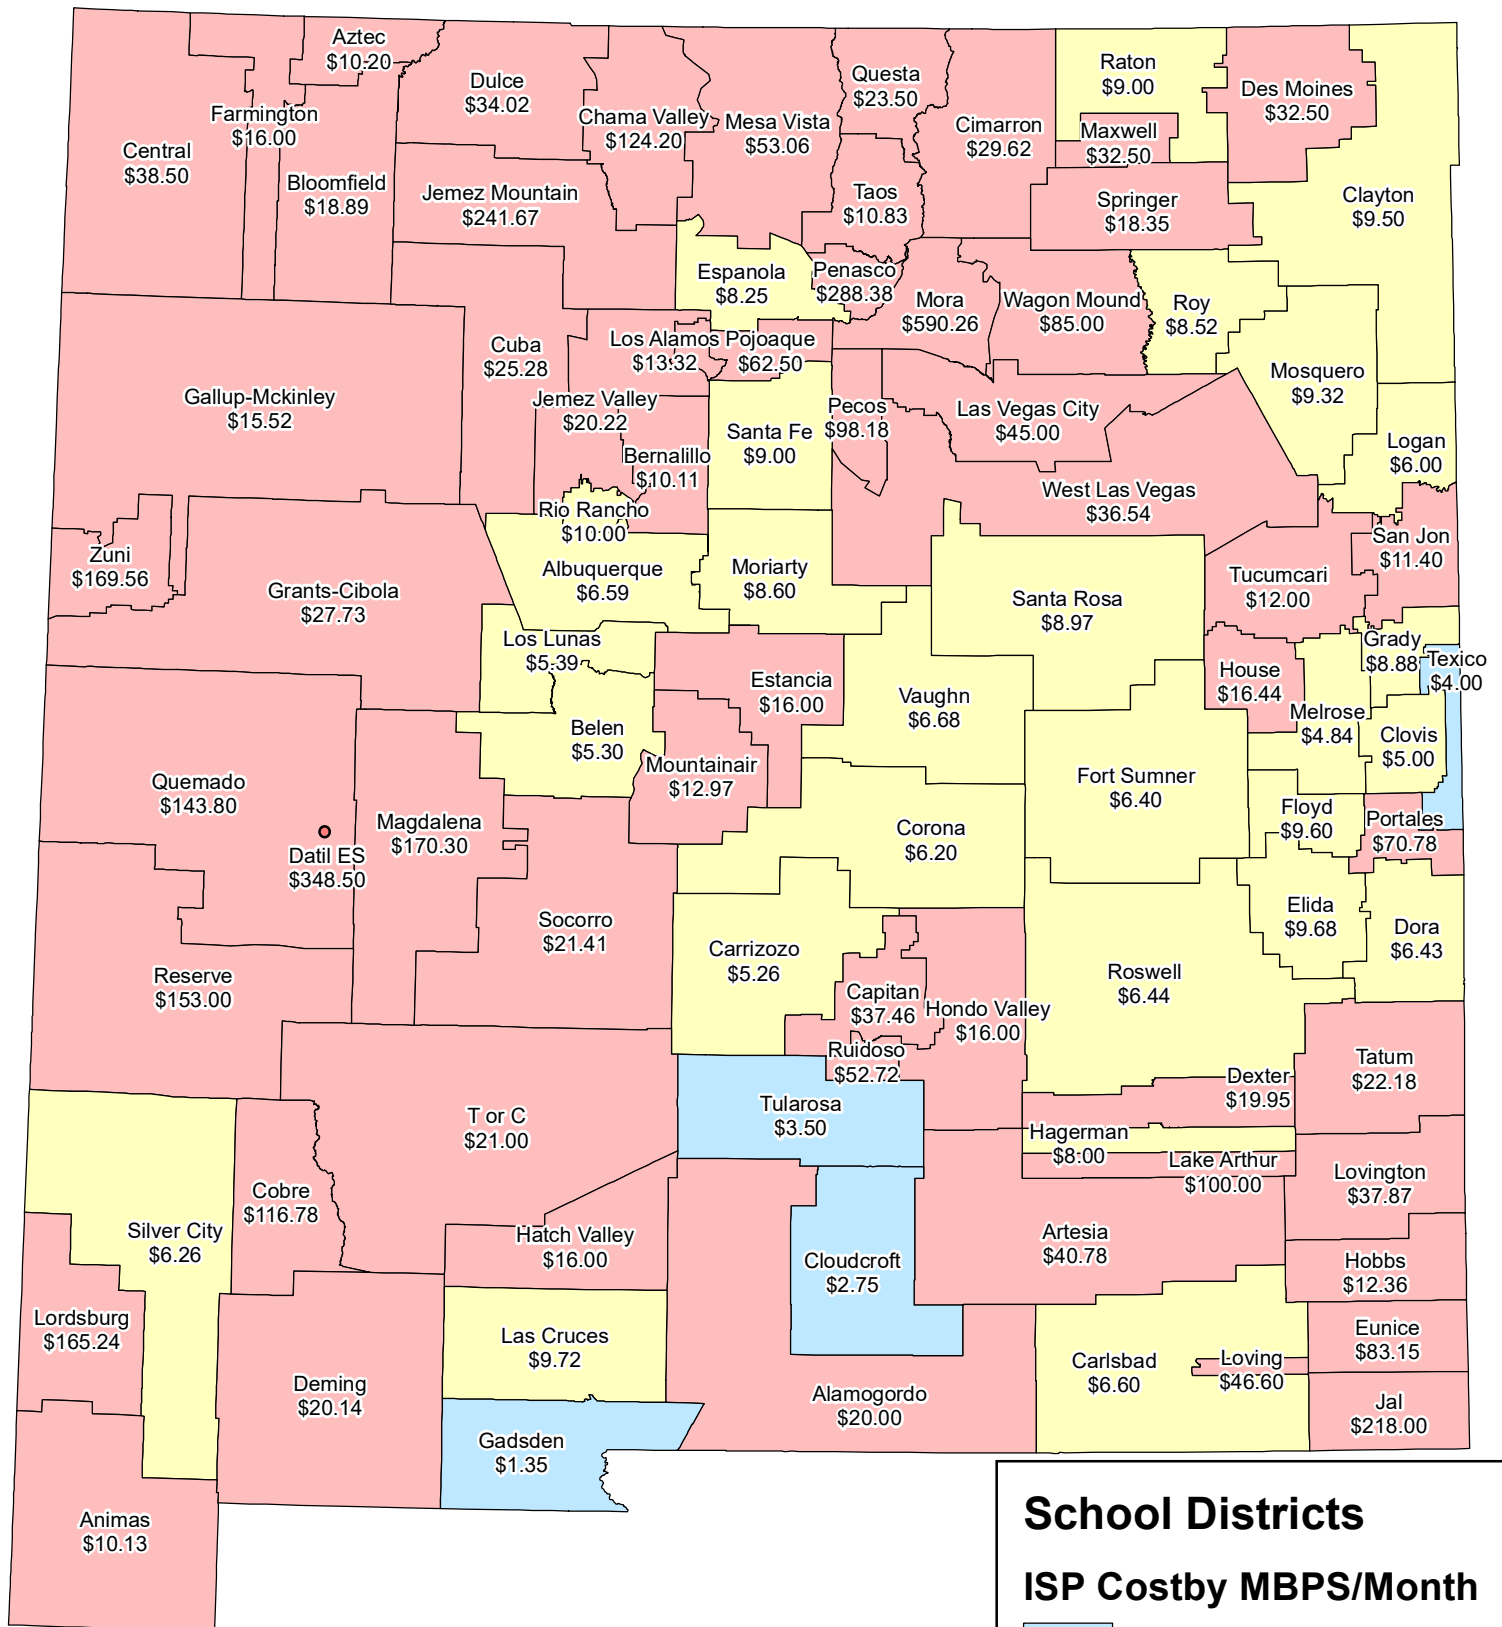 Aztec
$10.20
Dulce
$34.02
Questa
$23.50
Raton
$9.00
Des Moines
$32.50
Farmington
$16.00
Chama Valley
$124.20
Mesa Vista
$53.06
Cimarron
$29.62
Maxwell
$32.50
Central
$38.50
Bloomfield
$18.89
Jemez Mountain
$241.67
Taos
$10.83
Springer
$18.35
Clayton
$9.50
Espanola
$8.25
Penasco
$288.38
Mora
$590.26
Wagon Mound
$85.00
Roy
$8.52
Cuba
$25.28
Los Alamos
$13.32
Pojoaque
$62.50
Mosquero
$9.32
Gallup-Mckinley
$15.52
Jemez Valley
$20.22
Pecos
$98.18
Las Vegas City
$45.00
Santa Fe
$9.00
Logan
$6.00
Bernalillo
$10.11
West Las Vegas
$36.54
Rio Rancho
$10.00
San Jon
$11.40
Zuni
$169.56
Albuquerque
$6.59
Moriarty
$8.60
Tucumcari
$12.00
Grants-Cibola
$27.73
Santa Rosa
$8.97
Los Lunas
$5.39
Grady
$8.88
Texico
$4.00
Estancia
$16.00
House
$16.44
Vaughn
$6.68
Melrose
$4.84
Belen
$5.30
Clovis
$5.00
Mountainair
$12.97
Quemado
$143.80
Fort Sumner
$6.40
Floyd
$9.60
Portales
$70.78
Magdalena
$170.30
Corona
$6.20
Datil ES
$348.50
Socorro
$21.41
Elida
$9.68
Dora
$6.43
Carrizozo
$5.26
Reserve
$153.00
Roswell
$6.44
Capitan
$37.46
Hondo Valley
$16.00
Ruidoso
$52.72
Tatum
$22.18
Dexter
$19.95
T or C
$21.00
Tularosa
$3.50
Hagerman
$8.00
Lake Arthur
$100.00
Lovington
$37.87
Cobre
$116.78
Silver City
$6.26
Hatch Valley
$16.00
Artesia
$40.78
Cloudcroft
$2.75
Hobbs
$12.36
Lordsburg
$165.24
Las Cruces
$9.72
Eunice
$83.15
Carlsbad
$6.60
Loving
$46.60
Deming
$20.14
Alamogordo
$20.00
Jal
$218.00
Gadsden
$1.35
Animas
$10.13
School Districts
ISP Costby MBPS/Month